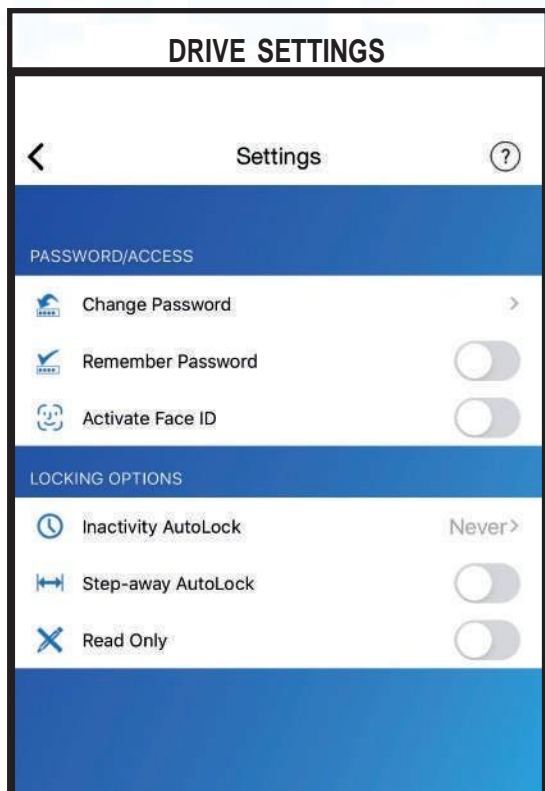 DRIVE SETTINGS
Settings
?
PASSWORD/ACCESS
Change Password
Remember Password
Activate Face ID
LOCKING OPTIONS
Inactivity AutoLock Never
Step-away AutoLock
Read Only